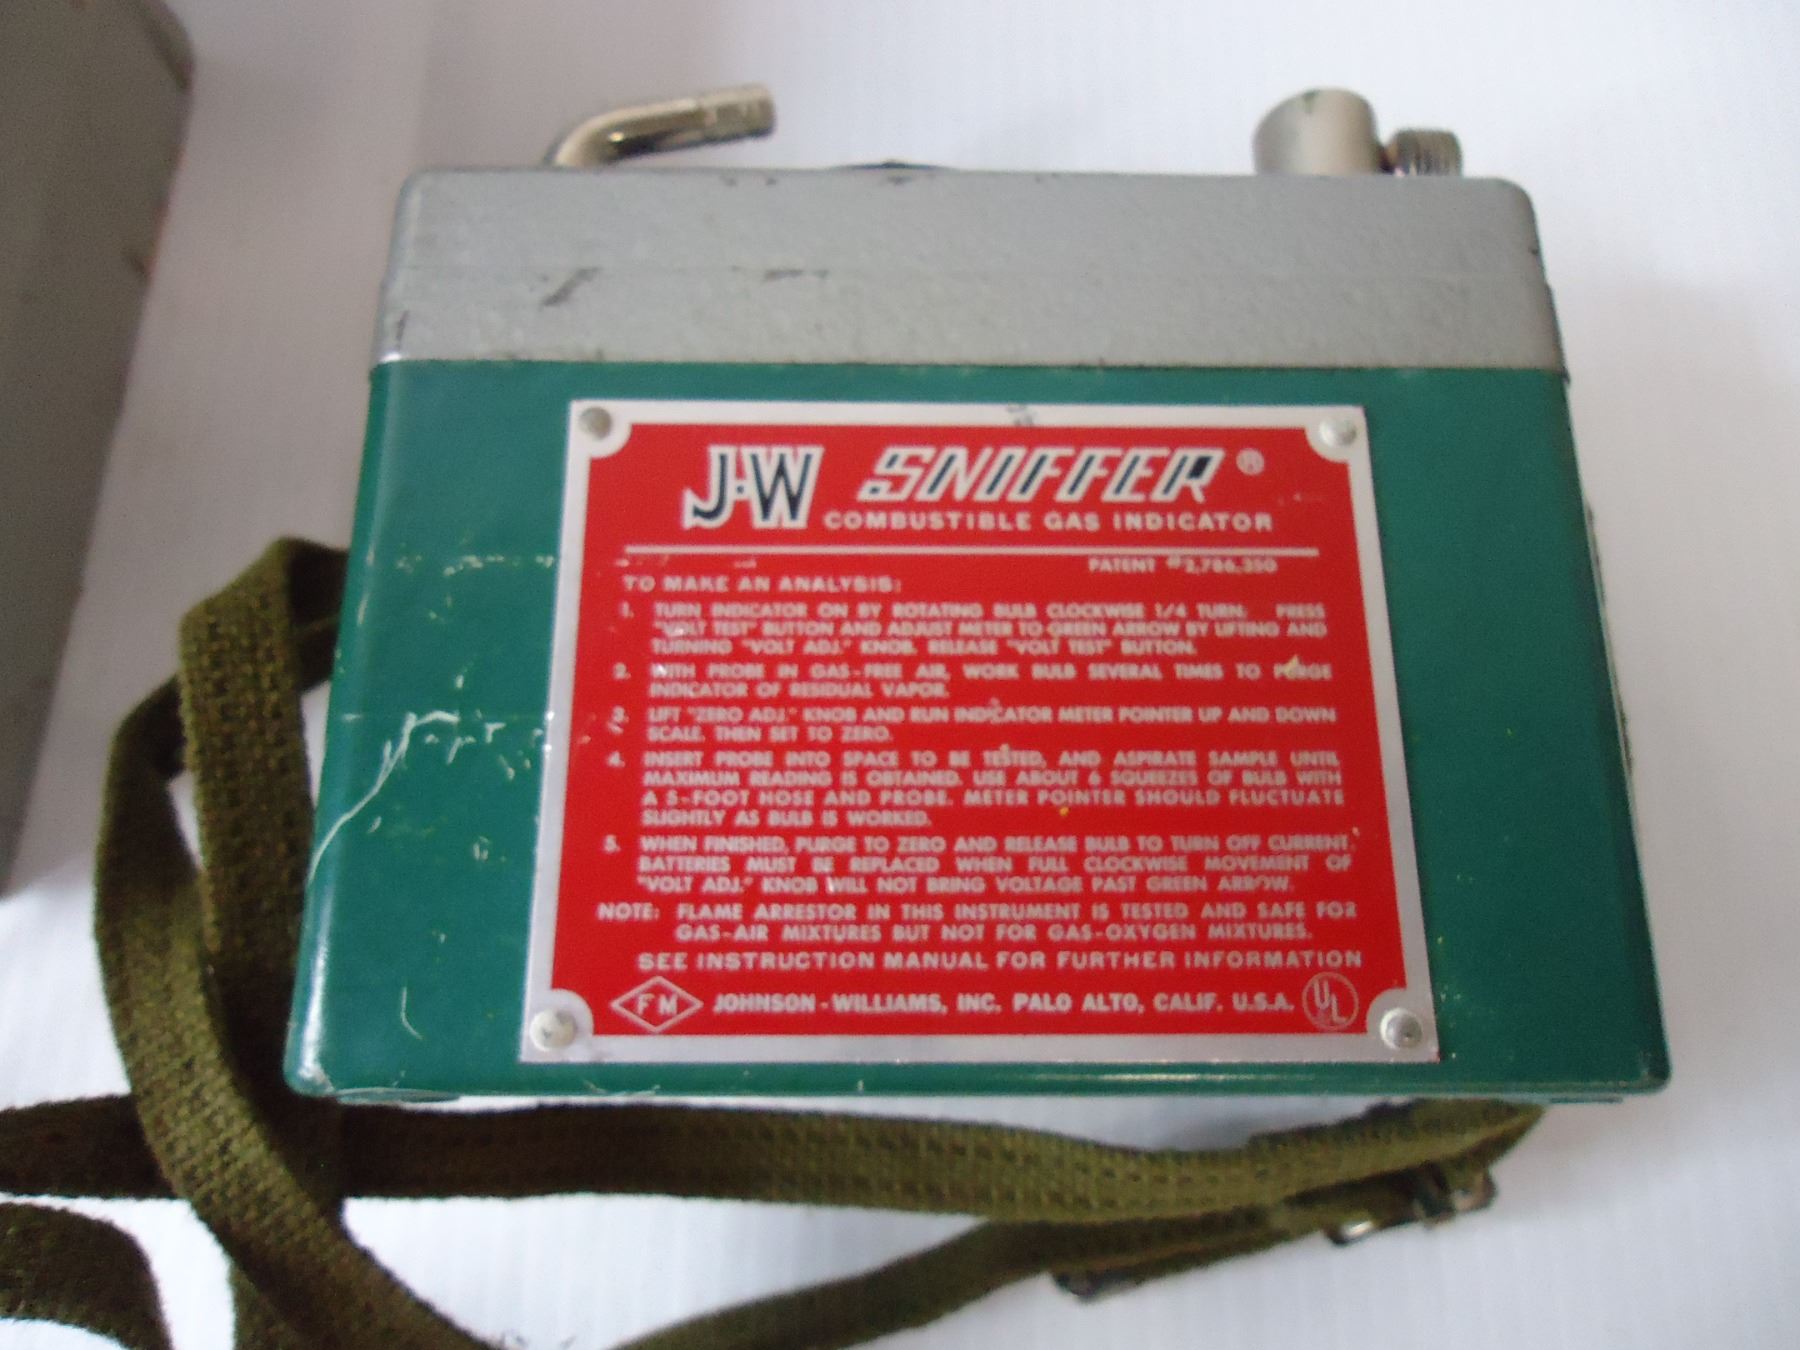 J-W SNIFFER ®
COMBUSTIBLE GAS INDICATOR
PATENT #2,786,350
TO MAKE AN ANALYSIS:
1. TURN INDICATOR ON BY ROTATING BULB CLOCKWISE 1/4 TURN. PRESS
"VOLT TEST" BUTTON AND ADJUST METER TO GREEN ARROW BY LIFTING AND
TURNING "VOLT ADJ." KNOB. RELEASE "VOLT TEST" BUTTON.
2. WITH PROBE IN GAS-FREE AIR, WORK BULB SEVERAL TIMES TO PURGE
INDICATOR OF RESIDUAL VAPOR.
3. LIFT "ZERO ADJ." KNOB AND RUN INDICATOR METER POINTER UP AND DOWN
SCALE, THEN SET TO ZERO.
4. INSERT PROBE INTO SPACE TO BE TESTED, AND ASPIRATE SAMPLE UNTIL
MAXIMUM READING IS OBTAINED. USE ABOUT 6 SQUEEZES OF BULB WITH
A 5-FOOT HOSE AND PROBE. METER POINTER SHOULD FLUCTUATE
SLIGHTLY AS BULB IS WORKED.
5. WHEN FINISHED, PURGE TO ZERO AND RELEASE BULB TO TURN OFF CURRENT.
BATTERIES MUST BE REPLACED WHEN FULL CLOCKWISE MOVEMENT OF
"VOLT ADJ." KNOB WILL NOT BRING VOLTAGE PAST GREEN ARROW.
NOTE: FLAME ARRESTOR IN THIS INSTRUMENT IS TESTED AND SAFE FOR
GAS-AIR MIXTURES BUT NOT FOR GAS-OXYGEN MIXTURES.
SEE INSTRUCTION MANUAL FOR FURTHER INFORMATION
FM JOHNSON-WILLIAMS, INC. PALO ALTO, CALIF. U.S.A. UL